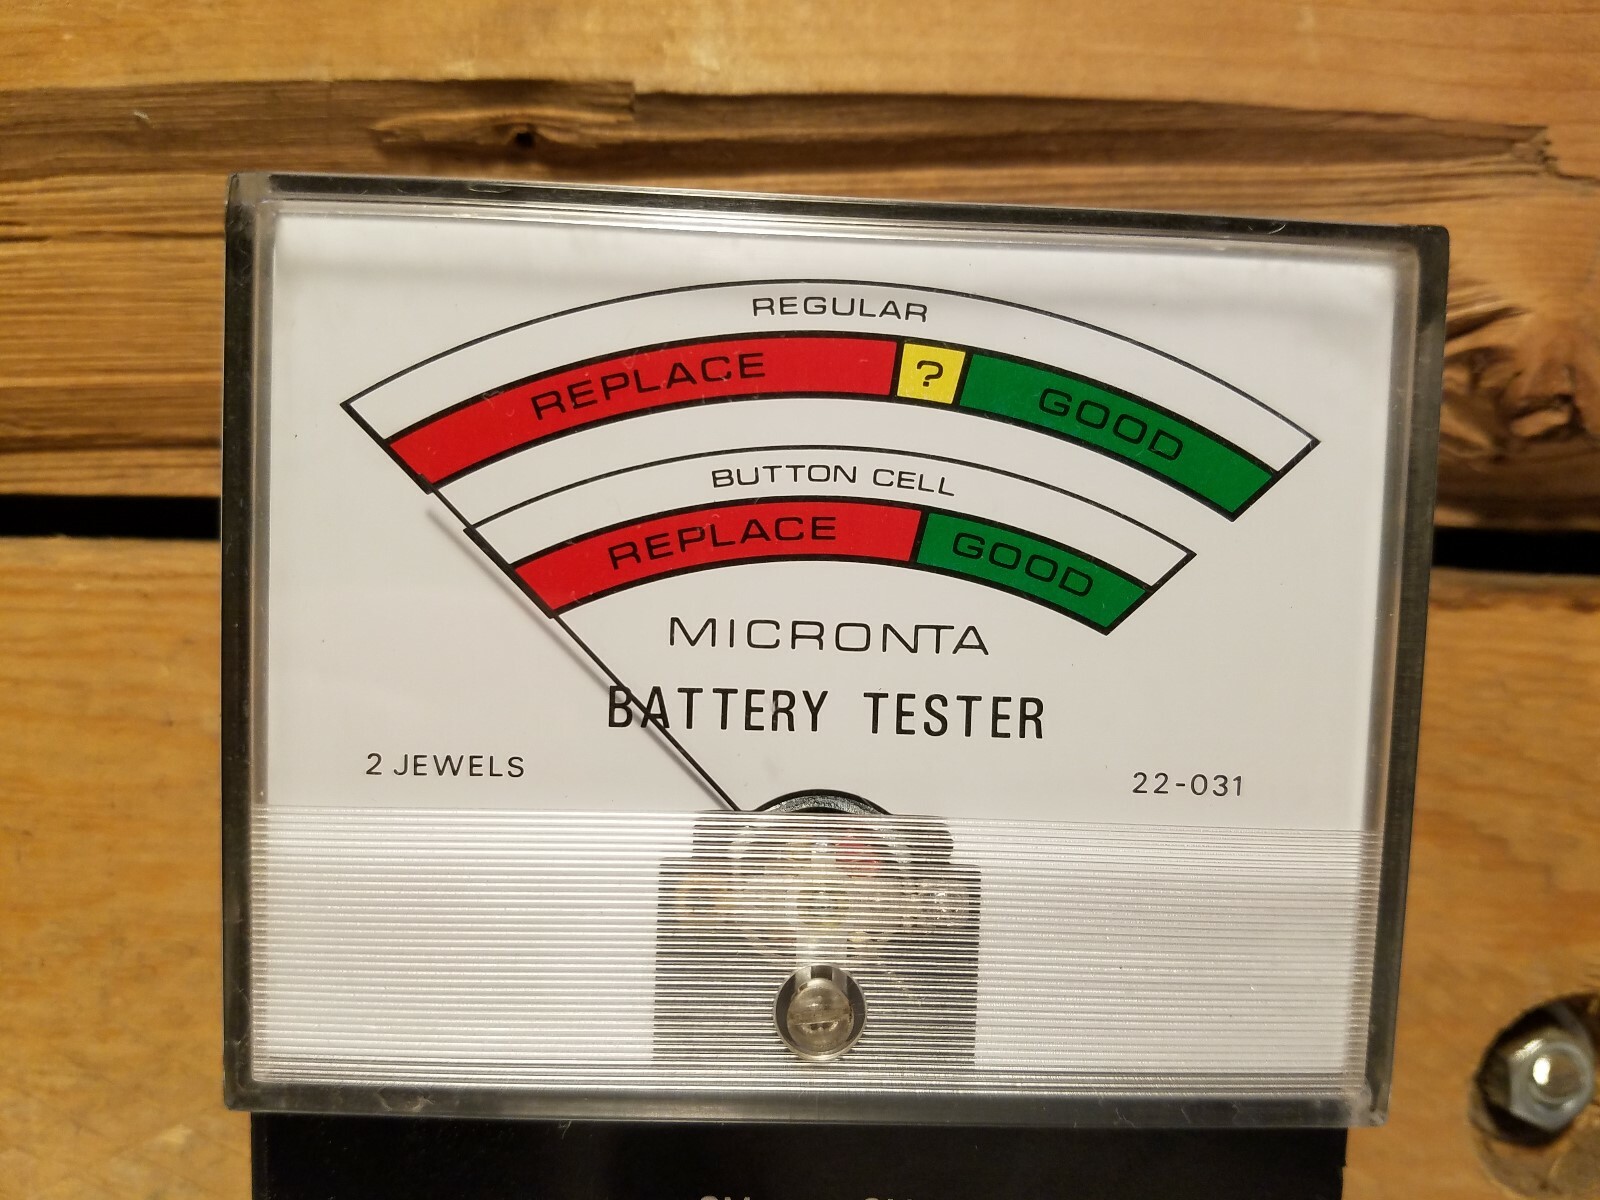 REGULAR
REPLACE ? GOOD
BUTTON CELL
REPLACE GOOD
MICRONTA
BATTERY TESTER
2 JEWELS
22-031